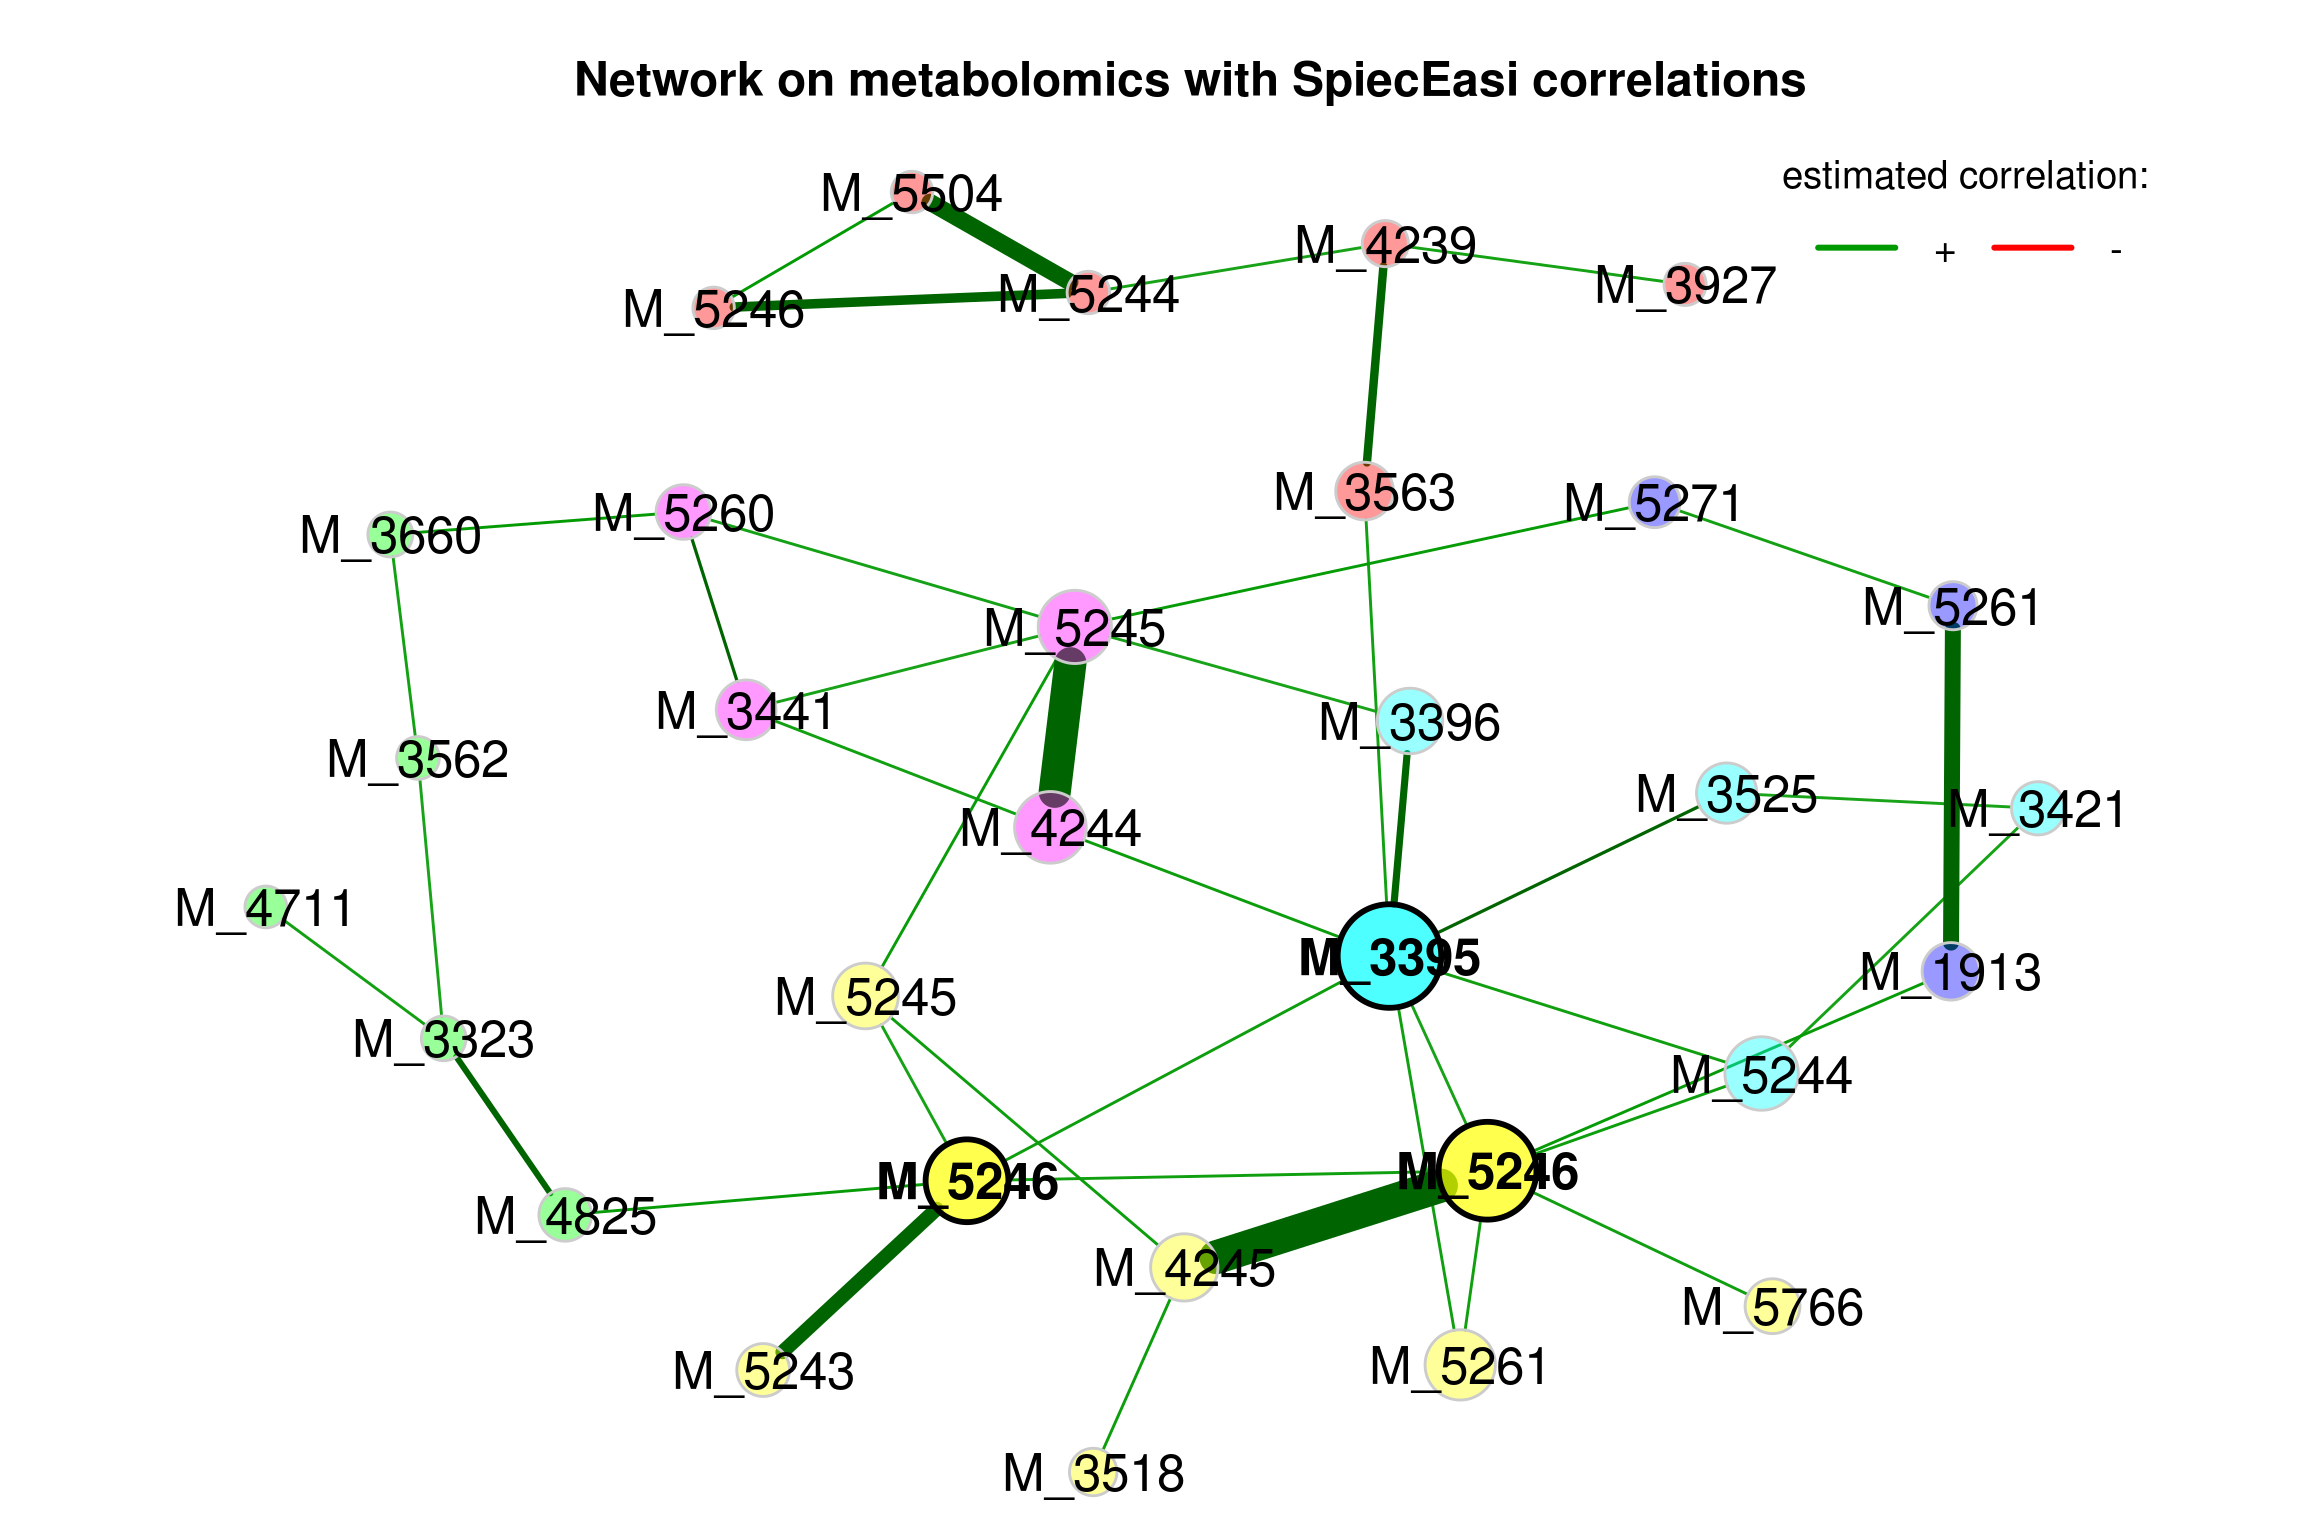 Network on metabolomics with SpiecEasi correlations
estimated correlation:
+ -
M_5504
M_4239
M_3927
M_5246
M_5244
M_3563
M_5271
M_5260
M_3660
M_5261
M_5245
M_3441
M_3396
M_3562
M_3525
M_3421
M_4244
M_4711
M_3395
M_1913
M_5245
M_3323
M_5244
M_5246
M_5246
M_4825
M_4245
M_5766
M_5243
M_5261
M_3518